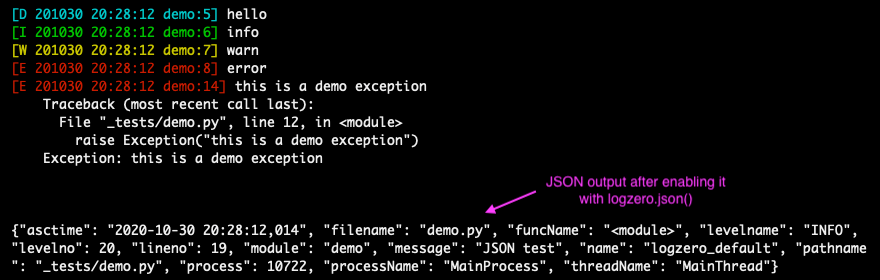 [D 201030 20:28:12 demo:5] hello
[I 201030 20:28:12 demo:6] info
[W 201030 20:28:12 demo:7] warn
[E 201030 20:28:12 demo:8] error
[E 201030 20:28:12 demo:14] this is a demo exception
    Traceback (most recent call last):
      File "_tests/demo.py", line 12, in <module>
        raise Exception("this is a demo exception")
    Exception: this is a demo exception
JSON output after enabling it
with logzero.json()
{"asctime": "2020-10-30 20:28:12,014", "filename": "demo.py", "funcName": "<module>", "levelname": "INFO",
"levelno": 20, "lineno": 19, "module": "demo", "message": "JSON test", "name": "logzero_default", "pathname
": "_tests/demo.py", "process": 10722, "processName": "MainProcess", "threadName": "MainThread"}